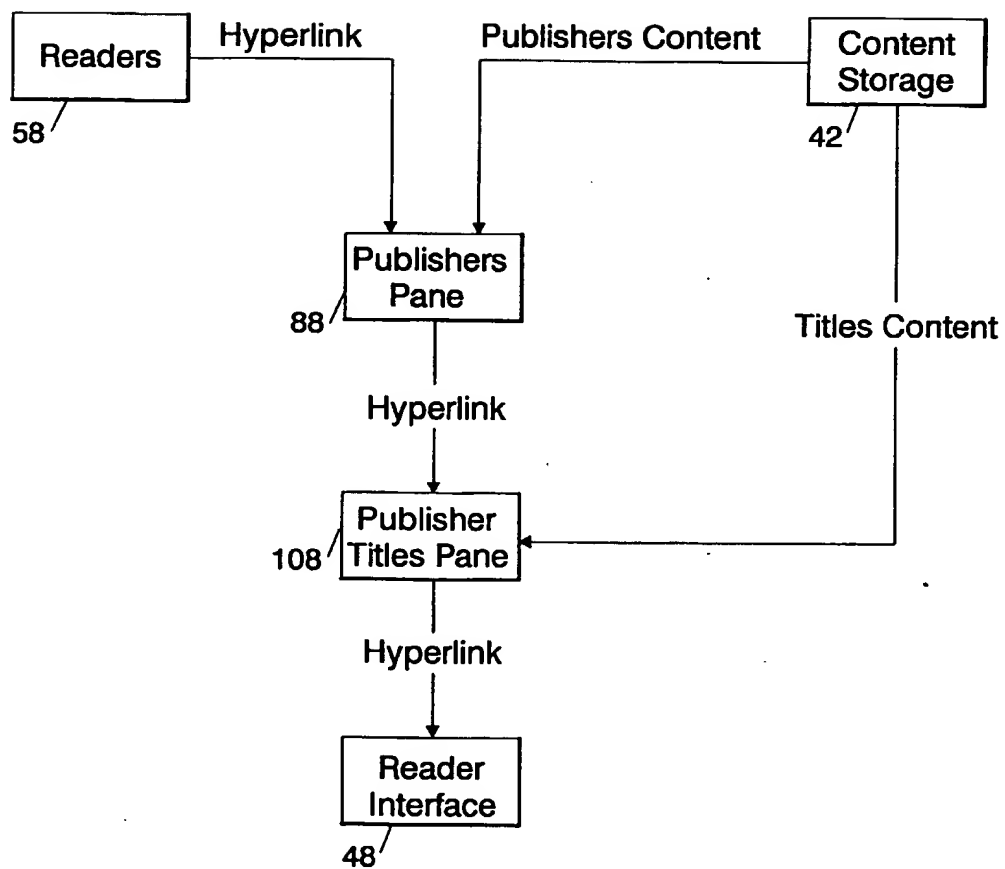 Readers
Hyperlink
Publishers Content
Content
Storage
58
42
Publishers
Pane
88
Titles Content
Hyperlink
Publisher
Titles Pane
108
Hyperlink
Reader
Interface
48